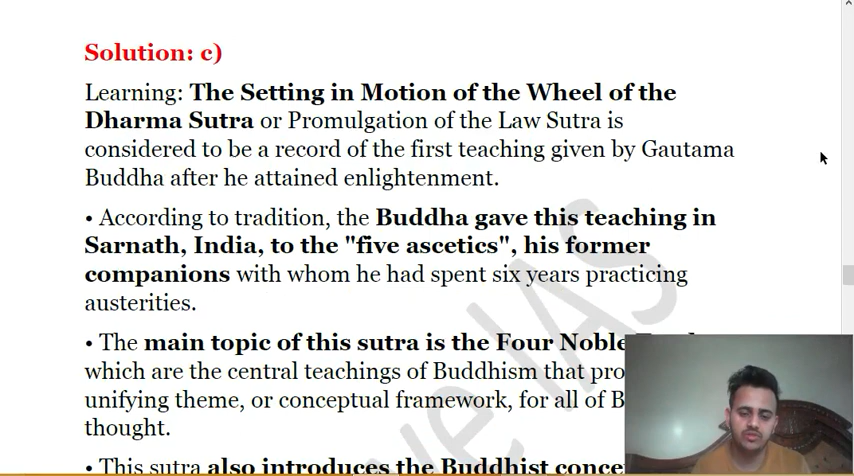 Solution: c)
Learning: The Setting in Motion of the Wheel of the
Dharma Sutra or Promulgation of the Law Sutra is
considered to be a record of the first teaching given by Gautama
Buddha after he attained enlightenment.
• According to tradition, the Buddha gave this teaching in
Sarnath, India, to the "five ascetics", his former
companions with whom he had spent six years practicing
austerities.
• The main topic of this sutra is the Four Noble
which are the central teachings of Buddhism that pro
unifying theme, or conceptual framework, for all of B
thought.
• This sutra also introduces the Buddhist conce
ve IAS